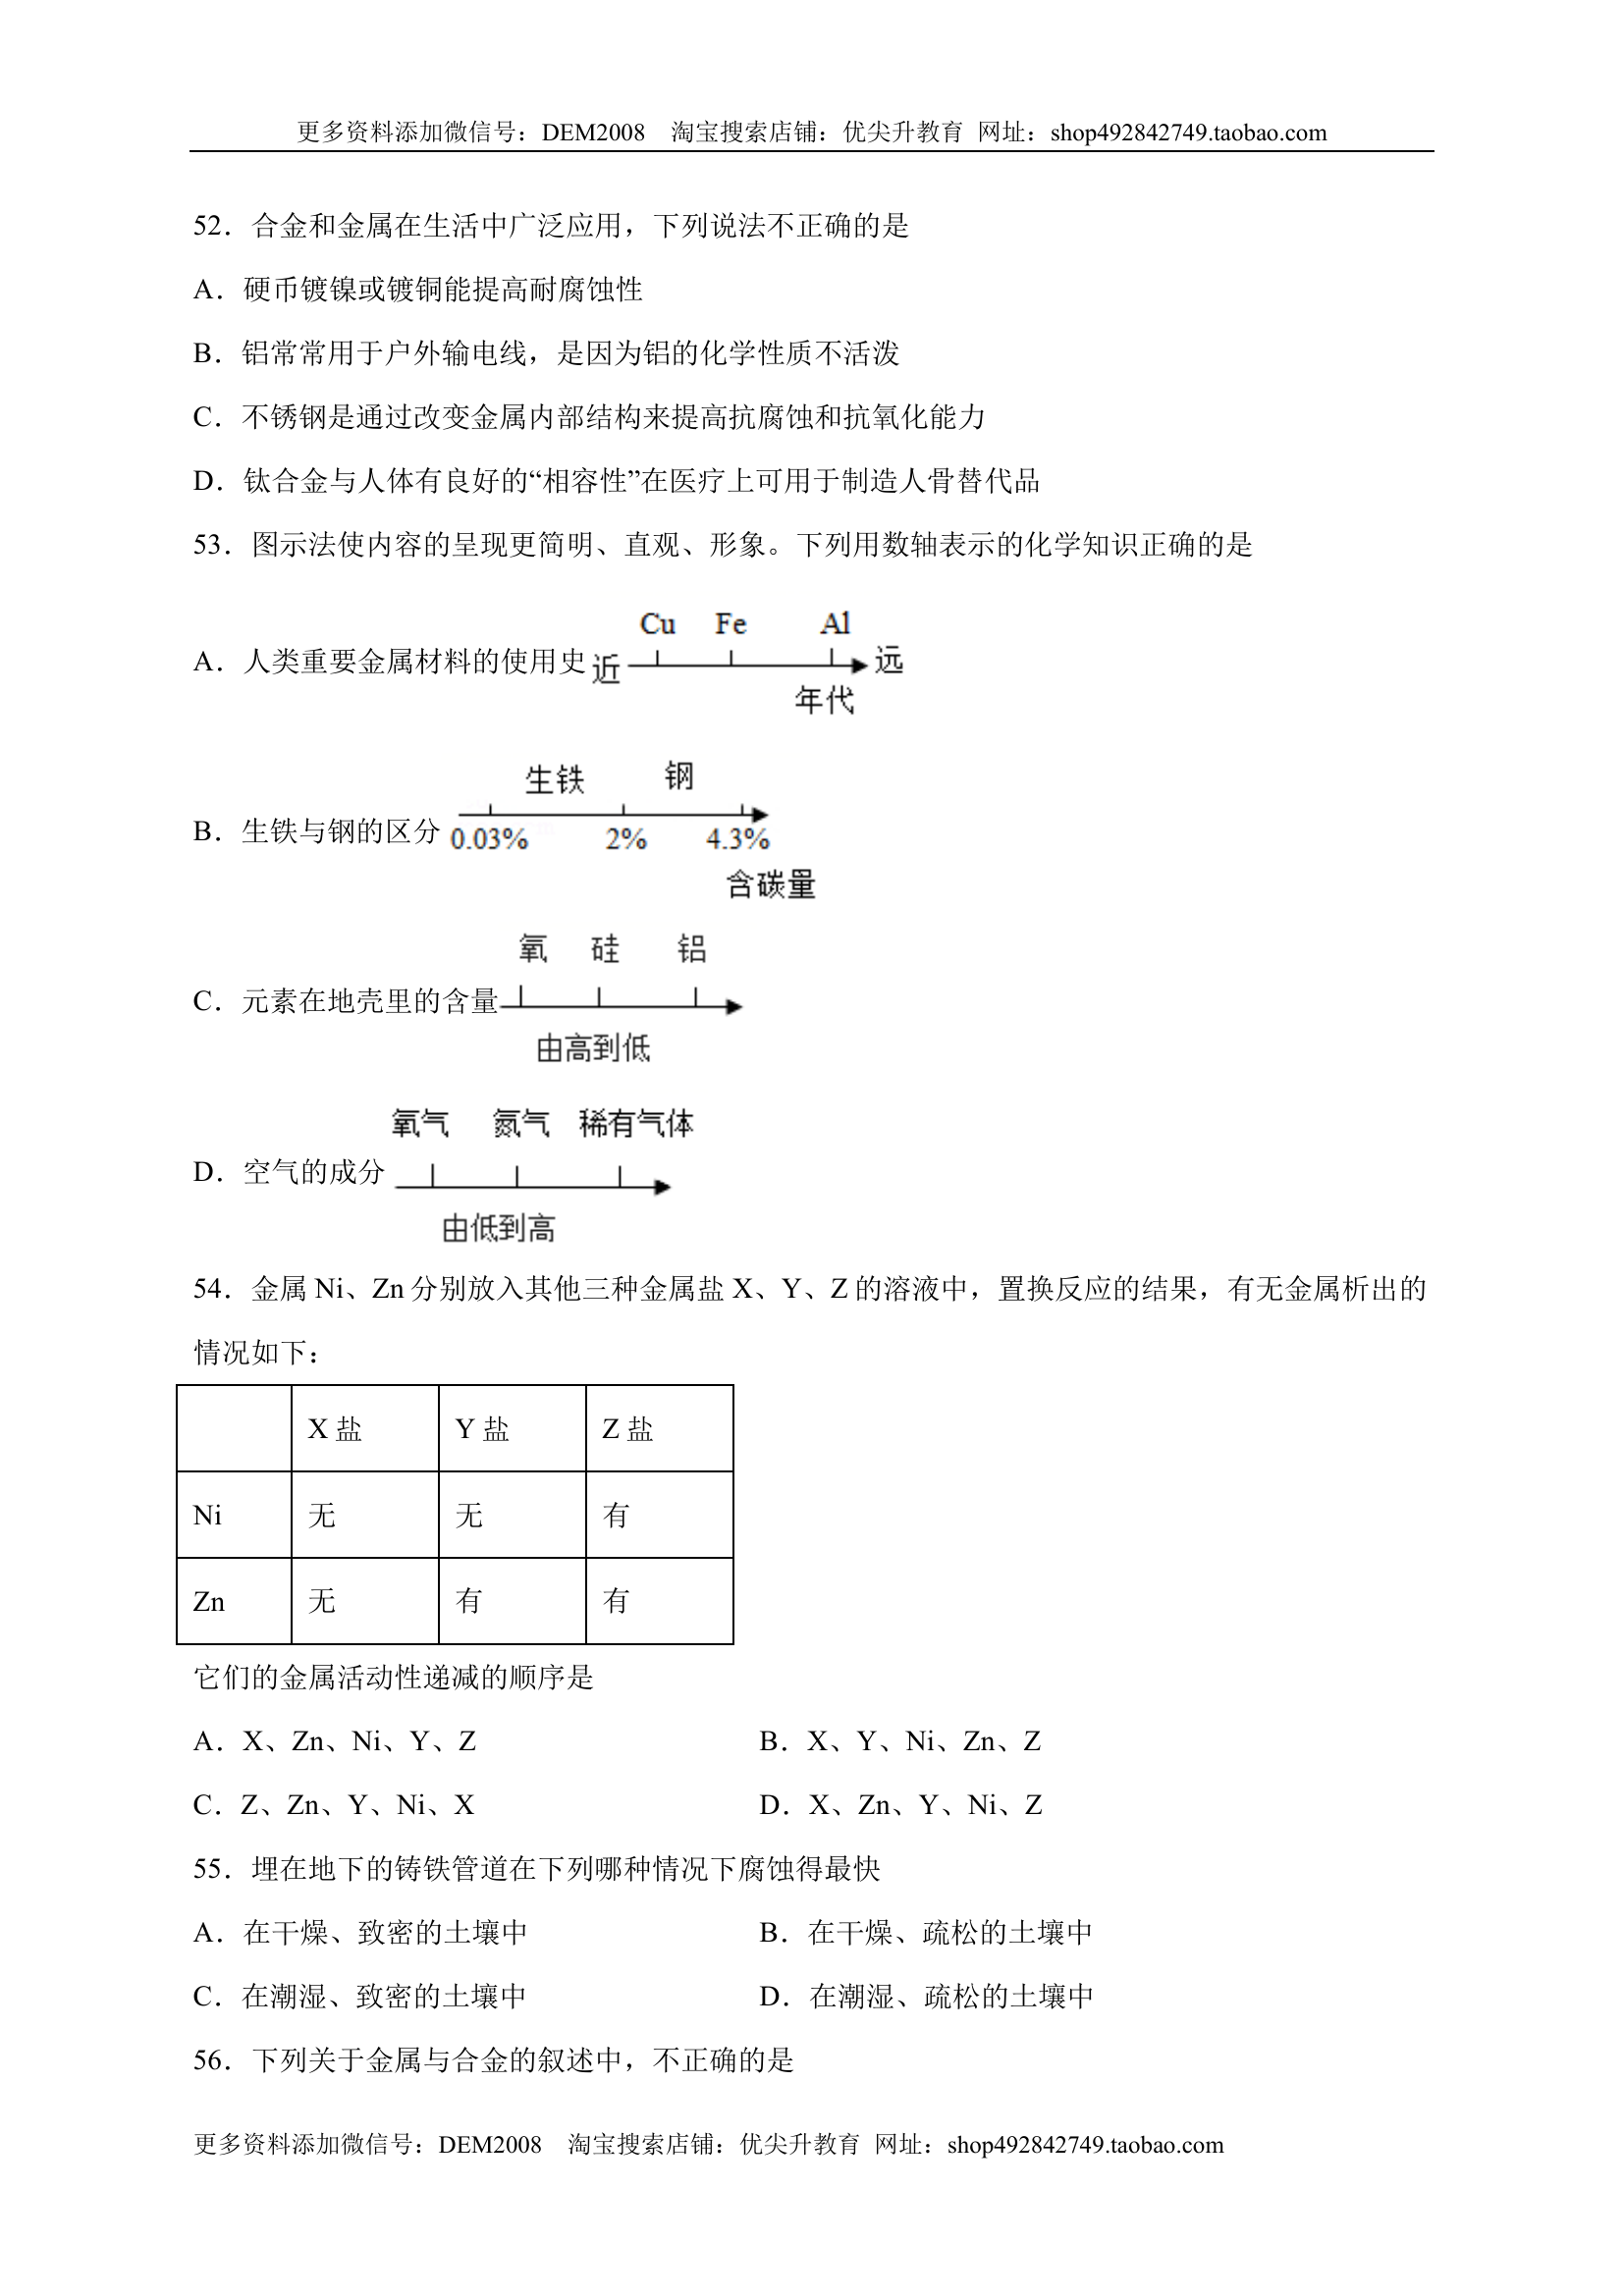 更多资料添加微信号：DEM2008 淘宝搜索店铺：优尖升教育 网址：shop492842749.taobao.com
52．合金和金属在生活中广泛应用，下列说法不正确的是
A．硬币镀镍或镀铜能提高耐腐蚀性
B．铝常常用于户外输电线，是因为铝的化学性质不活泼
C．不锈钢是通过改变金属内部结构来提高抗腐蚀和抗氧化能力
D．钛合金与人体有良好的“相容性”在医疗上可用于制造人骨替代品
53．图示法使内容的呈现更简明、直观、形象。下列用数轴表示的化学知识正确的是
Cu Fe Al
A．人类重要金属材料的使用史 近 远
年代
生铁 钢
B．生铁与钢的区分 0.03% 2% 4.3%
含碳量
氧 硅 铝
C．元素在地壳里的含量
由高到低
氧气 氮气 稀有气体
D．空气的成分
由低到高
54．金属 Ni、Zn 分别放入其他三种金属盐 X、Y、Z 的溶液中，置换反应的结果，有无金属析出的
情况如下：
X 盐 Y 盐 Z 盐
Ni 无 无 有
Zn 无 有 有
它们的金属活动性递减的顺序是
A．X、Zn、Ni、Y、Z B．X、Y、Ni、Zn、Z
C．Z、Zn、Y、Ni、X D．X、Zn、Y、Ni、Z
55．埋在地下的铸铁管道在下列哪种情况下腐蚀得最快
A．在干燥、致密的土壤中 B．在干燥、疏松的土壤中
C．在潮湿、致密的土壤中 D．在潮湿、疏松的土壤中
56．下列关于金属与合金的叙述中，不正确的是
更多资料添加微信号：DEM2008 淘宝搜索店铺：优尖升教育 网址：shop492842749.taobao.com